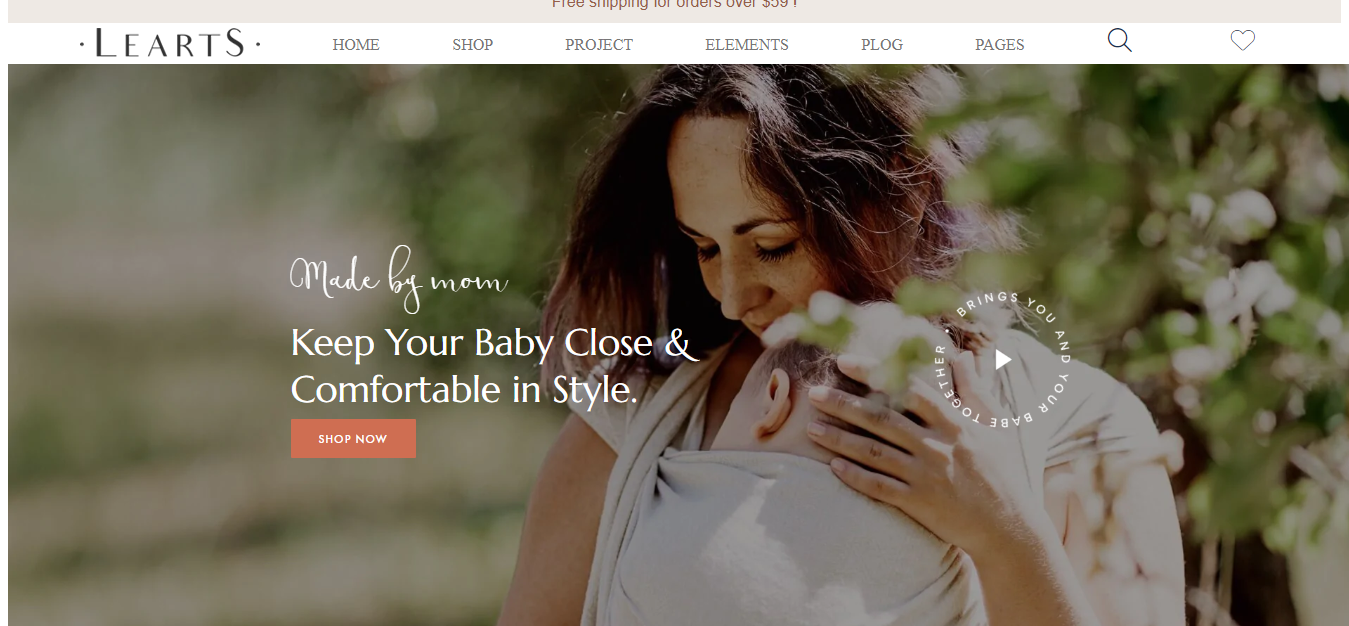 Free shipping for orders over $59 !
· LEARTS ·
HOME SHOP PROJECT ELEMENTS PLOG PAGES
Made by mom
Keep Your Baby Close &
Comfortable in Style.
SHOP NOW
BRINGS YOU AND YOUR BABE TOGETHER •